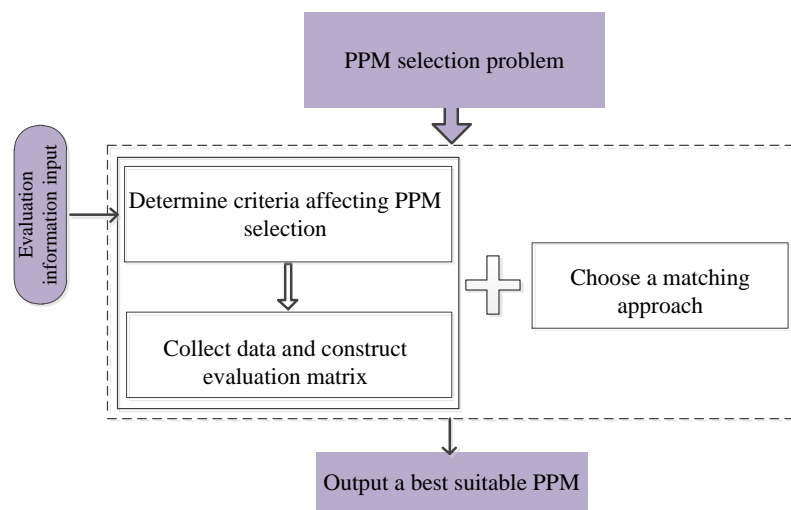 PPM selection problem
Evaluation
information input
Determine criteria affecting PPM
selection
Collect data and construct
evaluation matrix
Choose a matching
approach
Output a best suitable PPM